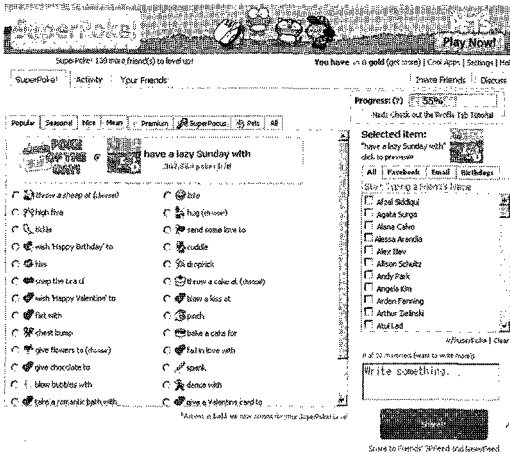 SuperPoke!
Play Now!
SuperPoke! 139 more friend(s) to level up!
You have 0 gold (get more) | Cool Apps | Settings | Hel
SuperPoke! Activity Your Friends
Invite Friends | Discuss
Progress: (?) 35%
Next: Check out the Profile Tab Tutorial
Popular Seasonal Nice Mean Premium SuperPocus Pets All
POKE OF THE DAY!
have a lazy Sunday with
Selected item:
"have a lazy Sunday with"
click to preview
All Facebook Email Birthdays
Start Typing a Friend's Name
throw a sheep at (choose)
bite
high five
hug (choose)
tickle
send some love to
wish 'Happy Birthday' to
cuddle
kiss
dropkick
snap the bra of
throw a cake at (choose)
wish 'Happy Valentine' to
blow a kiss at
flirt with
pinch
chest bump
bake a cake for
give flowers to (choose)
fall in love with
give chocolate to
spank
blow bubbles with
dance with
take a romantic bath with
give a Valentine card to
Afzal Siddiqui
Agata Surga
Alana Calvo
Alessa Arandia
Alex Iliev
Allison Schultz
Andy Park
Angela Kim
Arden Fanning
Arthur Zielinski
Atul Lad
| Clear
Write something...